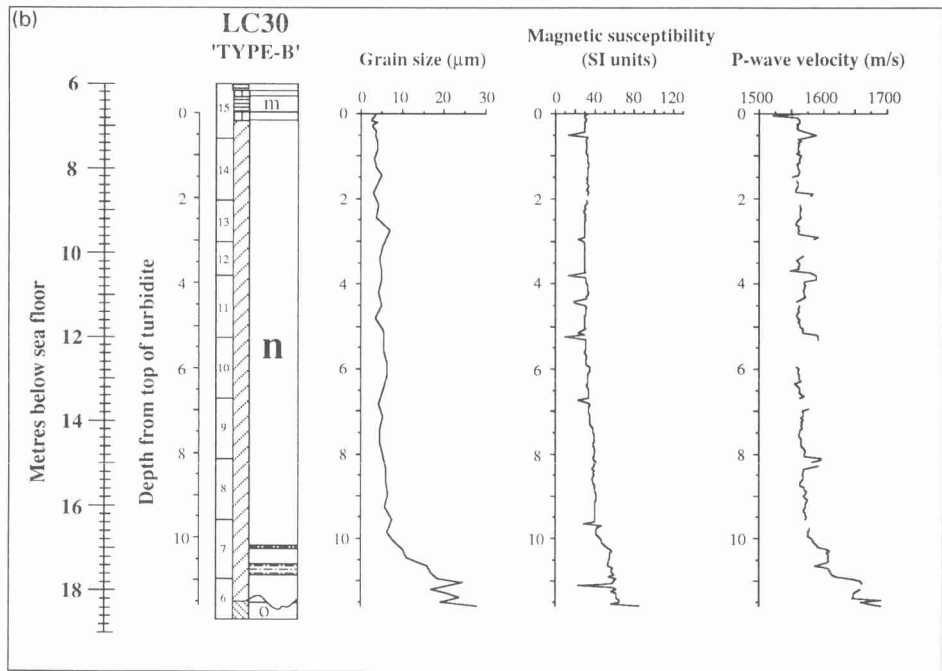 (b)
LC30
'TYPE-B'
Grain size (µm)
Magnetic susceptibility
(SI units)
P-wave velocity (m/s)
Metres below sea floor
6
8
10
12
14
16
18
Depth from top of turbidite
0
2
4
6
8
10
15
14
13
12
11
10
9
8
7
6
m
n
o
0 10 20 30
0
2
4
6
8
10
0 40 80 120
0
2
4
6
8
10
1500 1600 1700
0
2
4
6
8
10